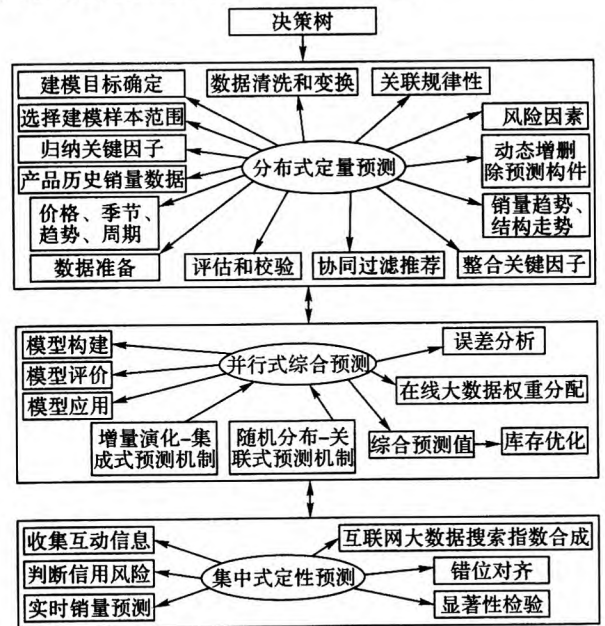 决策树
建模目标确定
数据清洗和变换
关联规律性
选择建模样本范围
风险因素
归纳关键因子
分布式定量预测
动态增删
除预测构件
产品历史销量数据
价格、季节、
趋势、周期
销量趋势、
结构走势
数据准备
评估和校验
协同过滤推荐
整合关键因子
模型构建
并行式综合预测
误差分析
模型评价
在线大数据权重分配
模型应用
增量演化-集
成式预测机制
随机分布-关
联式预测机制
综合预测值
库存优化
收集互动信息
互联网大数据搜索指数合成
判断信用风险
集中式定性预测
错位对齐
实时销量预测
显著性检验